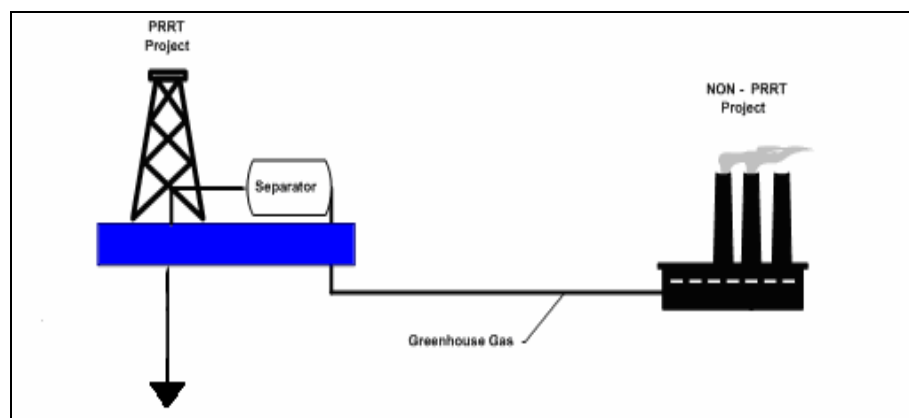 PRRT
Project
NON - PRRT
Project
Separator
Greenhouse Gas